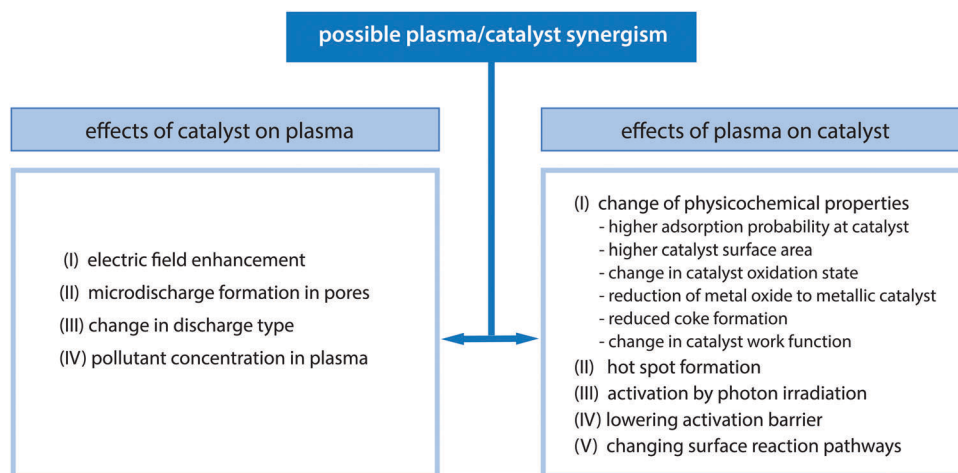 possible plasma/catalyst synergism
effects of catalyst on plasma
(I) electric field enhancement
(II) microdischarge formation in pores
(III) change in discharge type
(IV) pollutant concentration in plasma
effects of plasma on catalyst
(I) change of physicochemical properties
- higher adsorption probability at catalyst
- higher catalyst surface area
- change in catalyst oxidation state
- reduction of metal oxide to metallic catalyst
- reduced coke formation
- change in catalyst work function
(II) hot spot formation
(III) activation by photon irradiation
(IV) lowering activation barrier
(V) changing surface reaction pathways